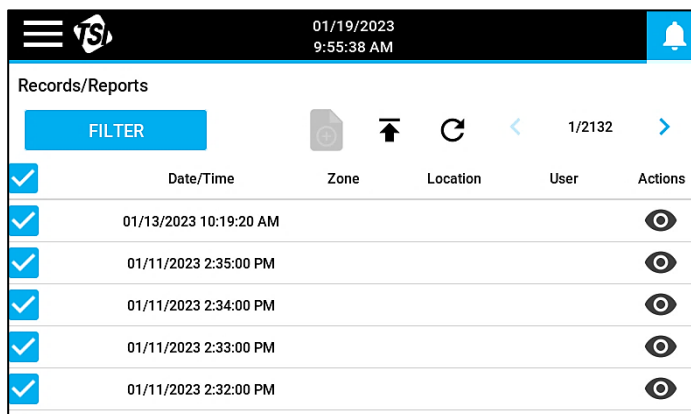 TSI
01/19/2023
9:55:38 AM
Records/Reports
FILTER
1/2132
Date/Time Zone Location User Actions
01/13/2023 10:19:20 AM
01/11/2023 2:35:00 PM
01/11/2023 2:34:00 PM
01/11/2023 2:33:00 PM
01/11/2023 2:32:00 PM